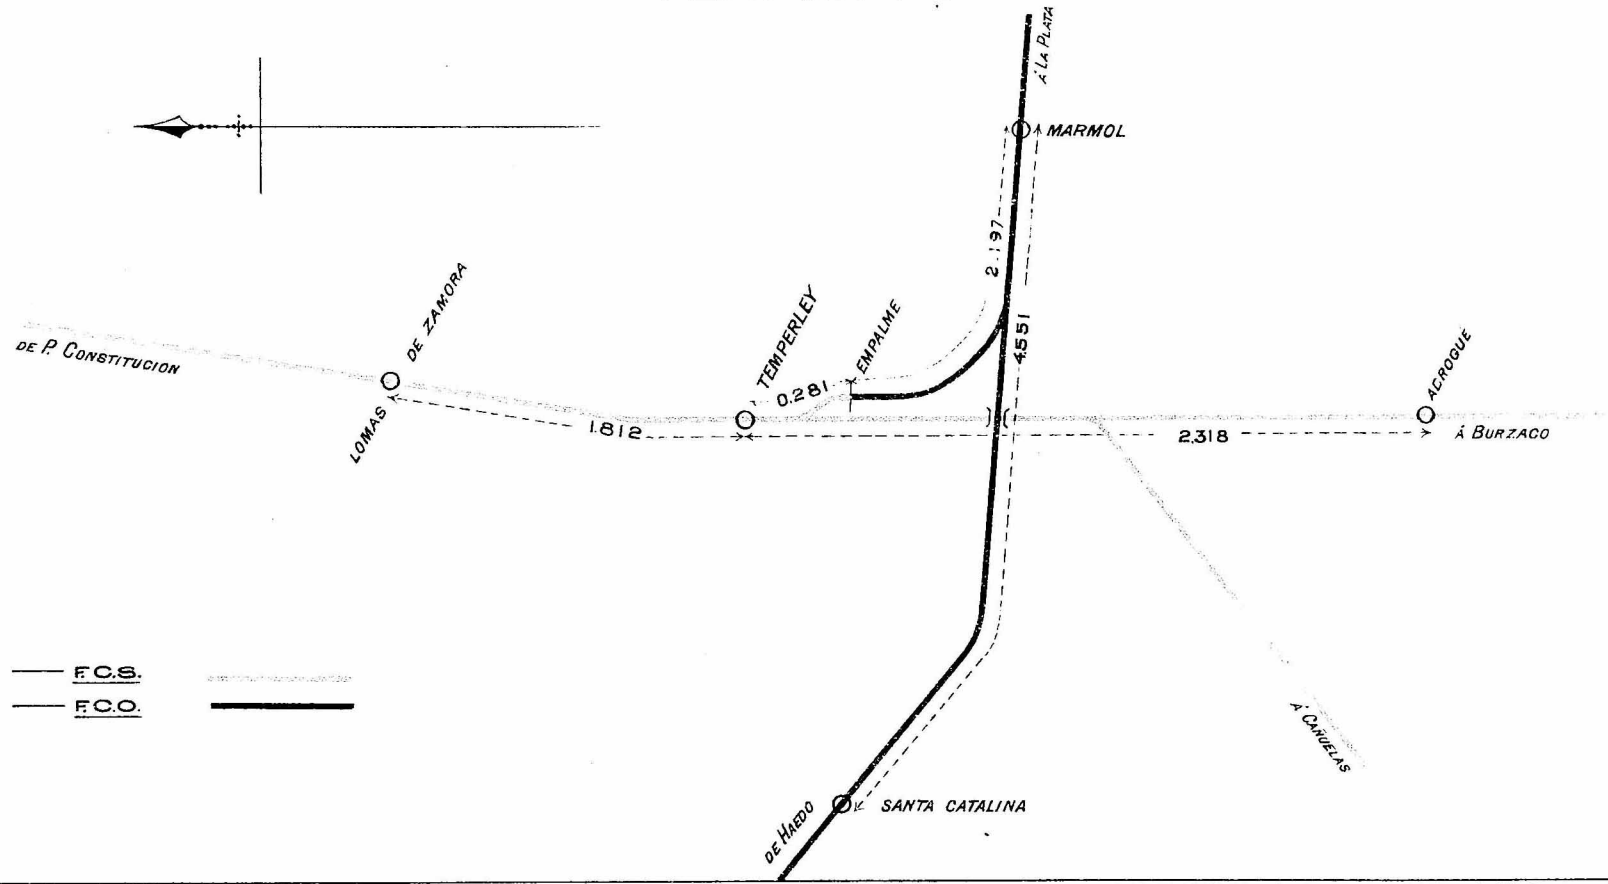 Á LA PLATA
MARMOL
2.197
4.551
DE P. CONSTITUCION
LOMAS DE ZAMORA
1.812
TEMPERLEY
0.281
EMPALME
2.318
ADROGUÉ
Á BURZACO
F.C.S.
F.C.O.
Á CAÑUELAS
SANTA CATALINA
DE HAEDO